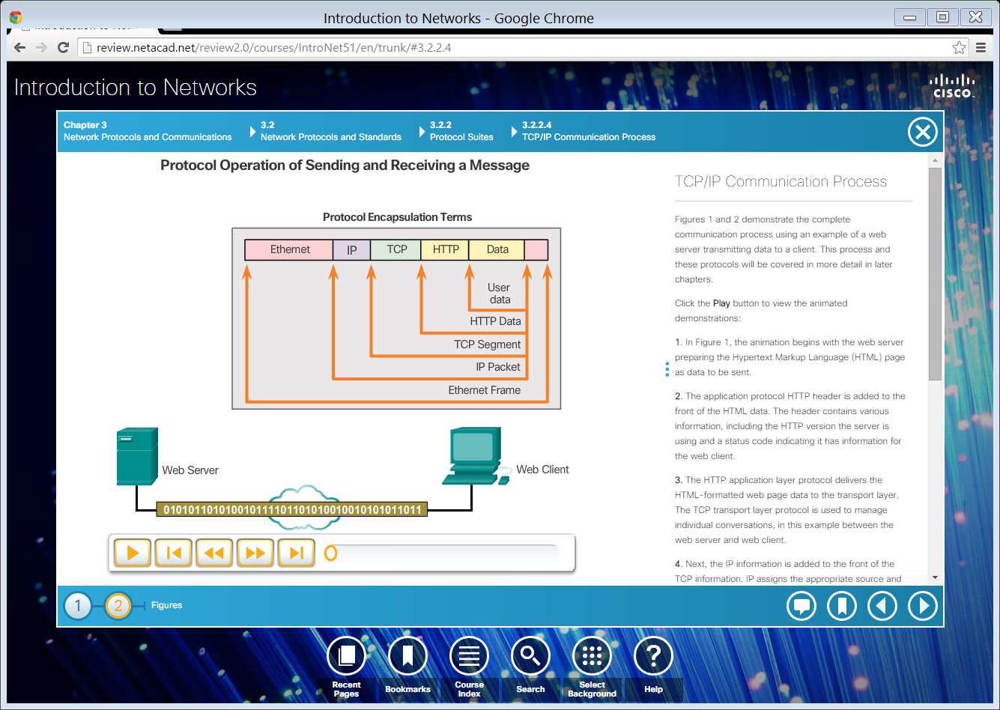 Introduction to Networks - Google Chrome
review.netacad.net/review2.0/courses/IntroNet51/en/trunk/#3.2.2.4
Introduction to Networks
CISCO
Chapter 3
Network Protocols and Communications
3.2
Network Protocols and Standards
3.2.2
Protocol Suites
3.2.2.4
TCP/IP Communication Process
Protocol Operation of Sending and Receiving a Message
Protocol Encapsulation Terms
Ethernet IP TCP HTTP Data
User
data
HTTP Data
TCP Segment
IP Packet
Ethernet Frame
Web Server
Web Client
TCP/IP Communication Process
Figures 1 and 2 demonstrate the complete
communication process using an example of a web
server transmitting data to a client. This process and
these protocols will be covered in more detail in later
chapters.
Click the Play button to view the animated
demonstrations:
1. In Figure 1, the animation begins with the web server
preparing the Hypertext Markup Language (HTML) page
as data to be sent.
2. The application protocol HTTP header is added to the
front of the HTML data. The header contains various
information, including the HTTP version the server is
using and a status code indicating it has information for
the web client.
3. The HTTP application layer protocol delivers the
HTML-formatted web page data to the transport layer.
The TCP transport layer protocol is used to manage
individual conversations, in this example between the
web server and web client.
4. Next, the IP information is added to the front of the
TCP information. IP assigns the appropriate source and
1 2 Figures
Recent
Pages
Bookmarks
Course
Index
Search
Select
Background
Help